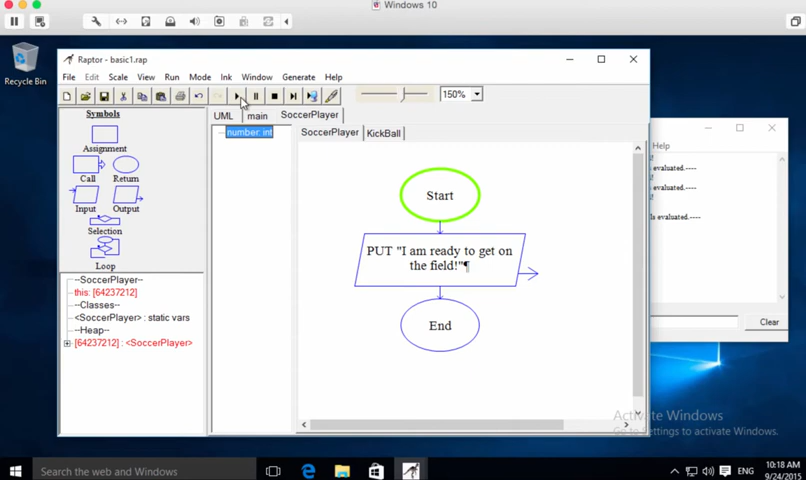 Windows 10
Recycle Bin
Raptor - basic1.rap
File Edit Scale View Run Mode Ink Window Generate Help
150%
Symbols
Assignment
Call Return
Input Output
Selection
Loop
UML main SoccerPlayer
number: int
SoccerPlayer KickBall
Start
PUT "I am ready to get on
the field!"¶
End
--SoccerPlayer--
this: [64237212]
--Classes--
<SoccerPlayer> : static vars
--Heap--
[64237212] : <SoccerPlayer>
Help
evaluated.----
evaluated.----
ls evaluated.----
Clear
Activate Windows
Go to Settings to activate Windows.
Search the web and Windows
ENG
10:18 AM
9/24/2015